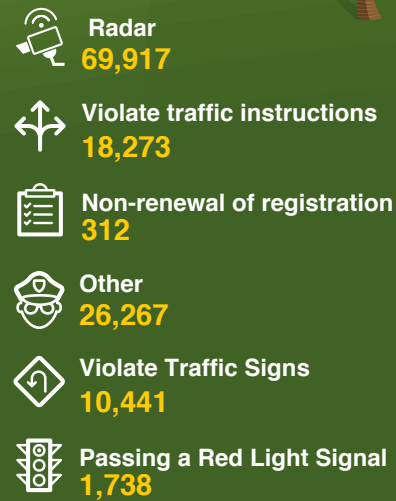 Radar
69,917
Violate traffic instructions
18,273
Non-renewal of registration
312
Other
26,267
Violate Traffic Signs
10,441
Passing a Red Light Signal
1,738